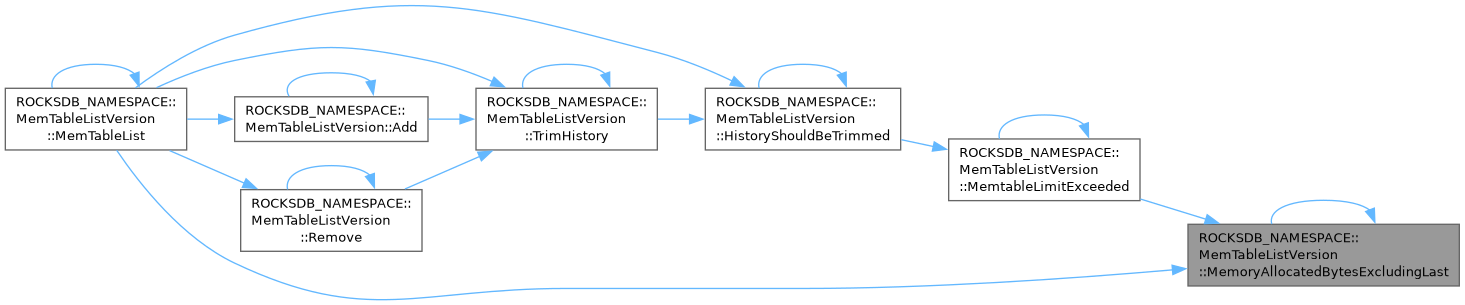 ROCKSDB_NAMESPACE::
MemTableListVersion
::MemTableList
ROCKSDB_NAMESPACE::
MemTableListVersion::Add
ROCKSDB_NAMESPACE::
MemTableListVersion
::Remove
ROCKSDB_NAMESPACE::
MemTableListVersion
::TrimHistory
ROCKSDB_NAMESPACE::
MemTableListVersion
::HistoryShouldBeTrimmed
ROCKSDB_NAMESPACE::
MemTableListVersion
::MemtableLimitExceeded
ROCKSDB_NAMESPACE::
MemTableListVersion
::MemoryAllocatedBytesExcludingLast